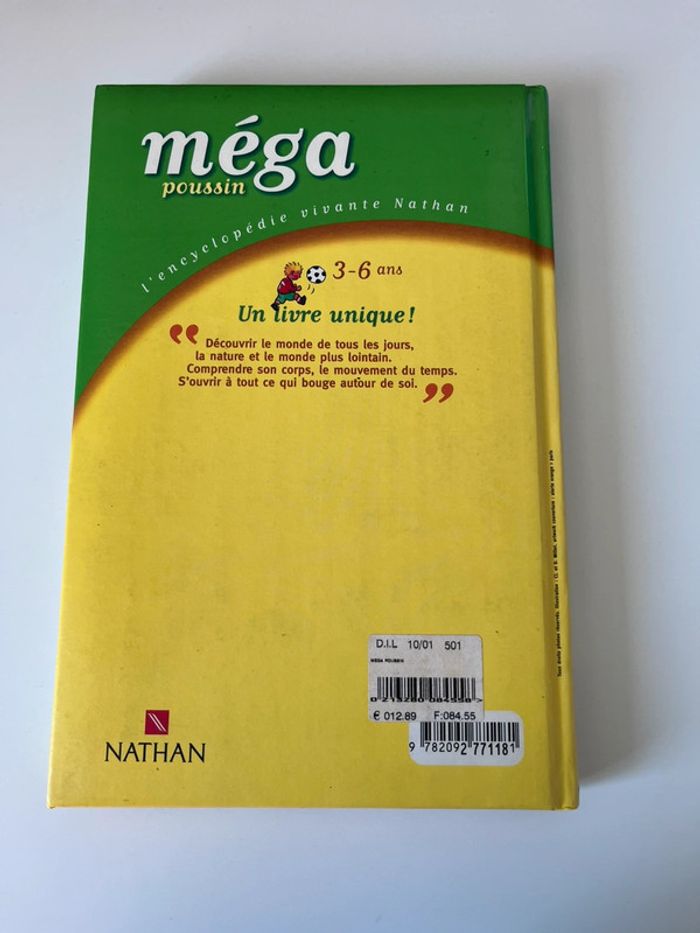 méga
poussin
l'encyclopédie vivante Nathan
3-6 ans
Un livre unique!
“ Découvrir le monde de tous les jours,
la nature et le monde plus lointain.
Comprendre son corps, le mouvement du temps.
S'ouvrir à tout ce qui bouge autour de soi. ”
D.I.L 10/01 501
MEGA POUSSIN
€ 012.89 F:084.55
9 782092 771181
NATHAN